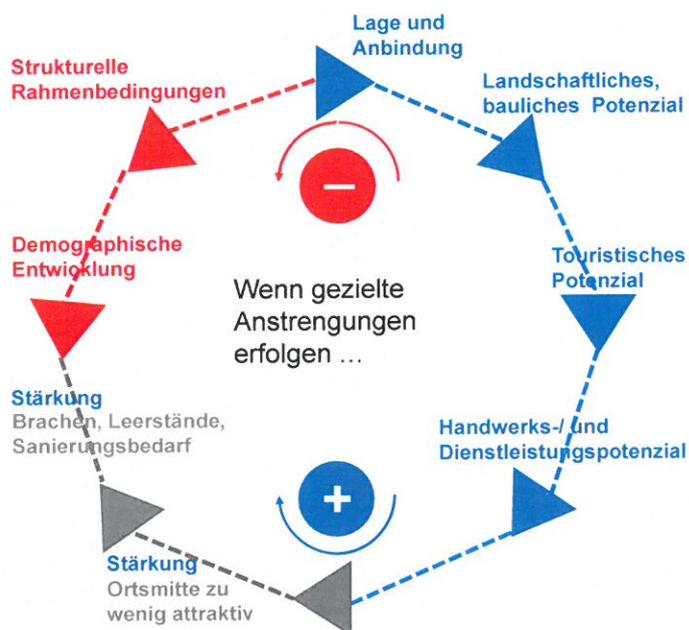 Lage und
Anbindung
Strukturelle
Rahmenbedingungen
Landschaftliches,
bauliches Potenzial
Demographische
Entwicklung
Touristisches
Potenzial
Wenn gezielte
Anstrengungen
erfolgen ...
Stärkung
Brachen, Leerstände,
Sanierungsbedarf
Handwerks-/ und
Dienstleistungspotenzial
Stärkung
Ortsmitte zu
wenig attraktiv